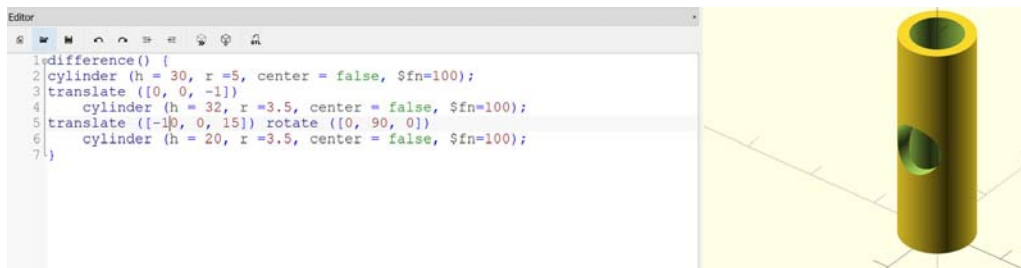 Editor
STL
1 difference() {
2 cylinder (h = 30, r =5, center = false, $fn=100);
3 translate ([0, 0, -1])
4 cylinder (h = 32, r =3.5, center = false, $fn=100);
5 translate ([-10, 0, 15]) rotate ([0, 90, 0])
6 cylinder (h = 20, r =3.5, center = false, $fn=100);
7 }